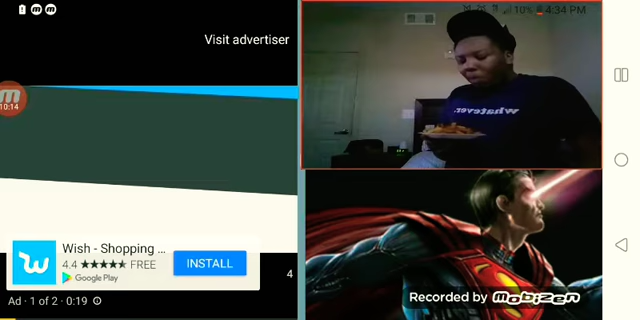 Visit advertiser
10:14
Wish - Shopping ...
4.4 ★★★★★ FREE
Google Play
INSTALL
4
Ad · 1 of 2 · 0:19
10% 4:34 PM
whatever.
Recorded by mobizen